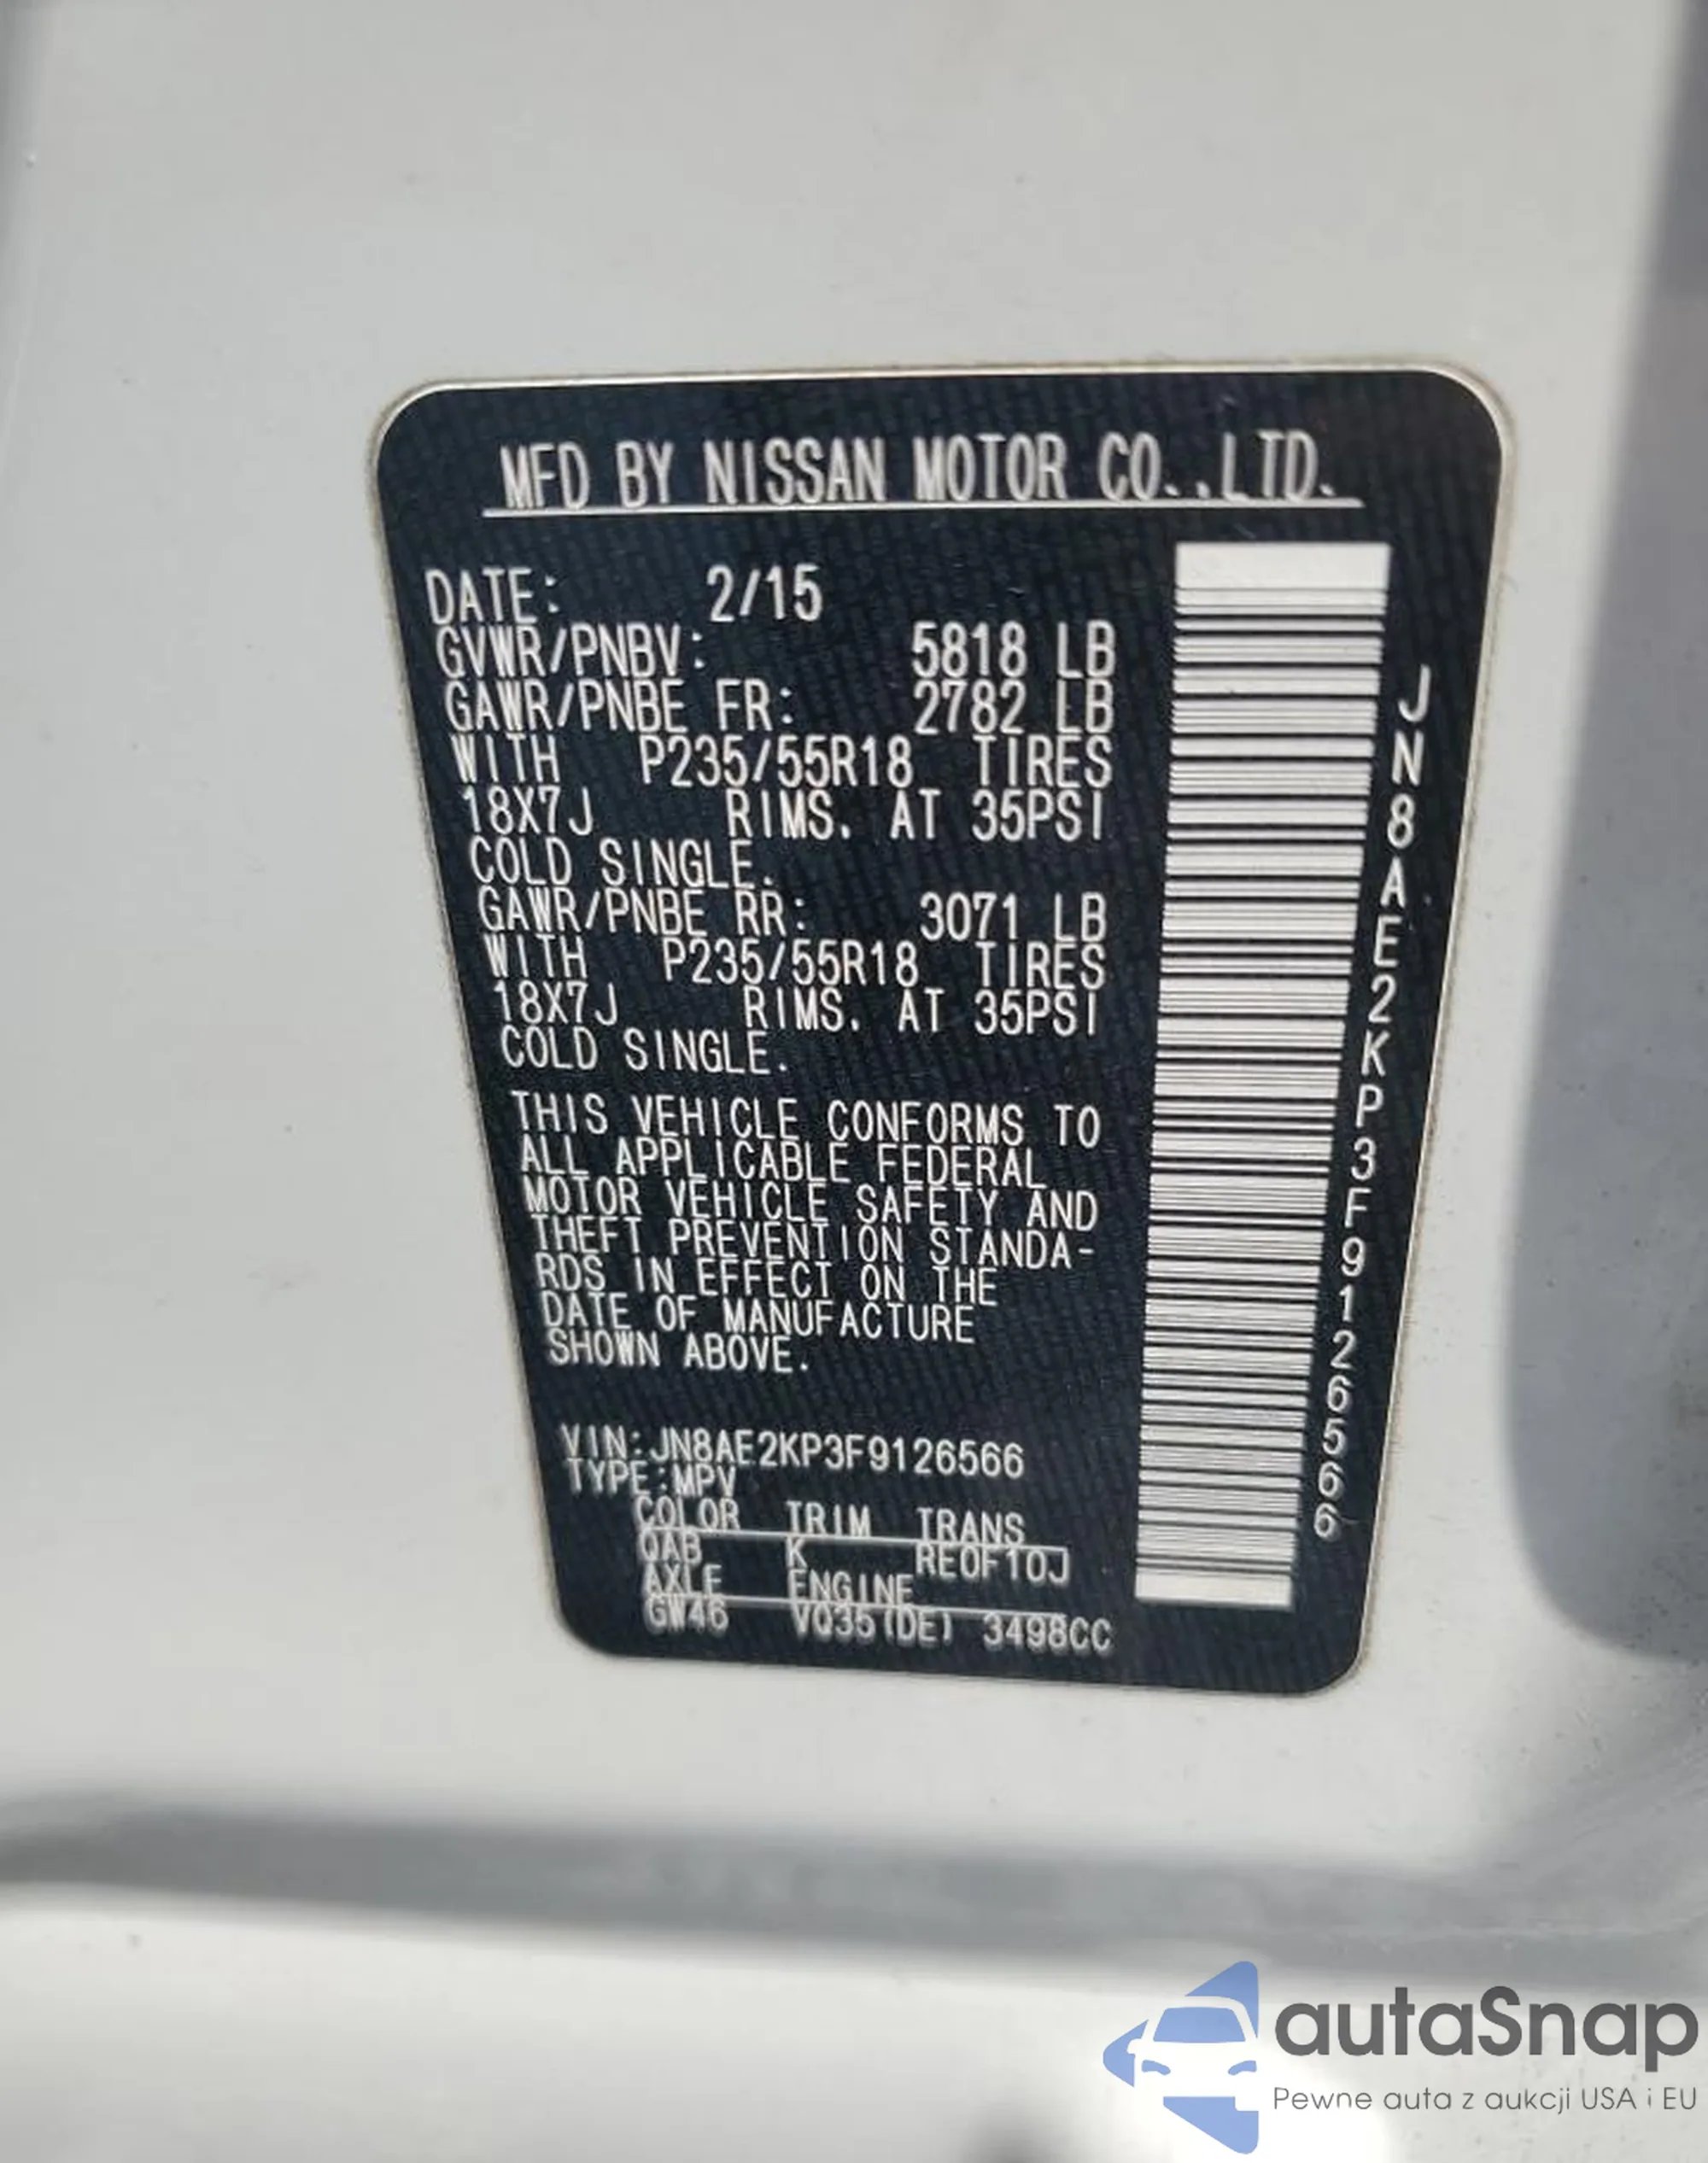 MFD BY NISSAN MOTOR CO.,LTD.
DATE: 2/15
GVWR/PNBV: 5818 LB
GAWR/PNBE FR: 2782 LB
WITH P235/55R18 TIRES
18X7J RIMS. AT 35PSI
COLD SINGLE.
GAWR/PNBE RR: 3071 LB
WITH P235/55R18 TIRES
18X7J RIMS. AT 35PSI
COLD SINGLE.
THIS VEHICLE CONFORMS TO
ALL APPLICABLE FEDERAL
MOTOR VEHICLE SAFETY AND
THEFT PREVENTION STANDA-
RDS IN EFFECT ON THE
DATE OF MANUFACTURE
SHOWN ABOVE.
VIN:JN8AE2KP3F9126566
TYPE:MPV
COLOR TRIM TRANS
QAB K RE0F10J
AXLE ENGINE
GW46 VQ35(DE) 3498CC
JN8AE2KP3F9126566
autaSnap
Pewne auta z aukcji USA i EU